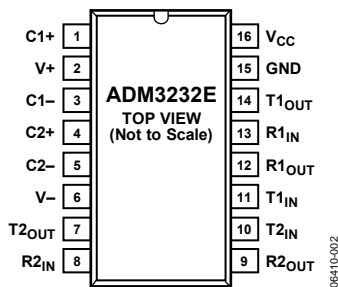 C1+ 1
V+ 2
C1– 3
C2+ 4
C2– 5
V– 6
T2OUT 7
R2IN 8
ADM3232E
TOP VIEW
(Not to Scale)
16 VCC
15 GND
14 T1OUT
13 R1IN
12 R1OUT
11 T1IN
10 T2IN
9 R2OUT
06410-002